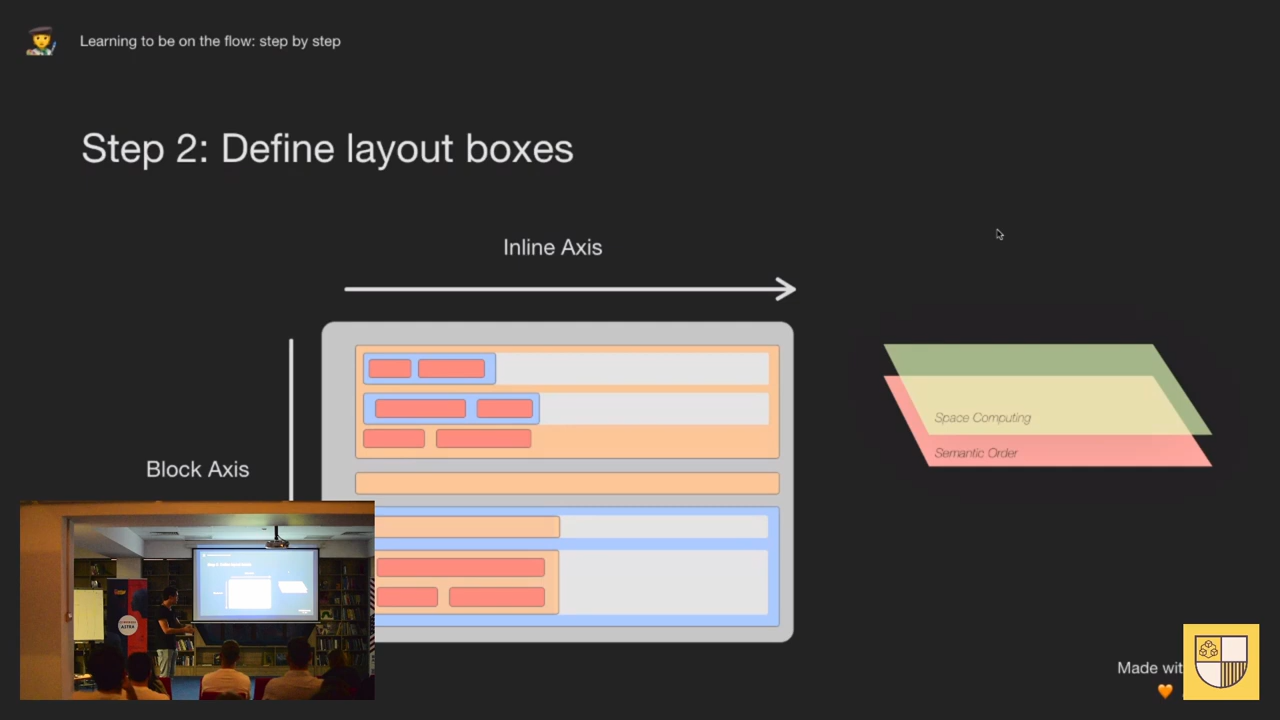 Learning to be on the flow: step by step
Step 2: Define layout boxes
Inline Axis
Block Axis
Space Computing
Semantic Order
Made wit